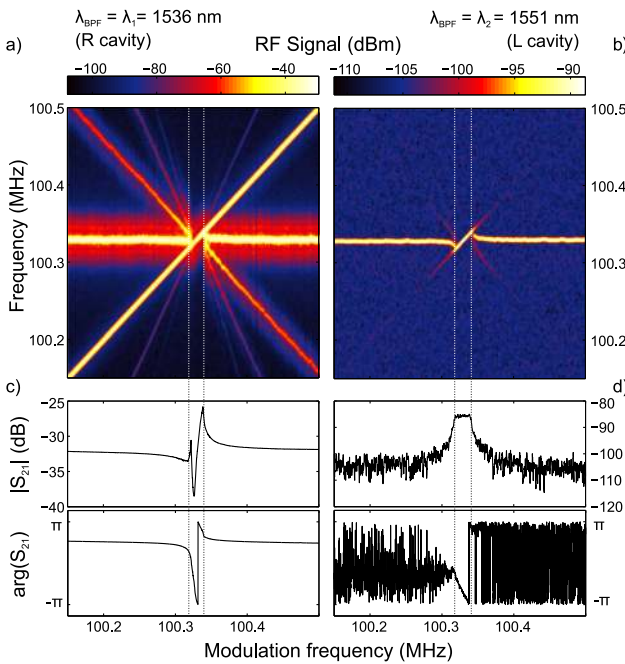 λBPF = λ1= 1536 nm
(R cavity)
λBPF = λ2= 1551 nm
(L cavity)
a)
RF Signal (dBm)
b)
−100 −80 −60 −40
−110 −105 −100 −95 −90
100.5
100.4
100.3
100.2
Frequency (MHz)
100.5
100.4
100.3
100.2
c)
d)
−25
−30
−35
−40
|S21| (dB)
−80
−90
−100
−110
−120
π
−π
arg(S21)
π
−π
100.2 100.3 100.4
100.2 100.3 100.4
Modulation frequency (MHz)